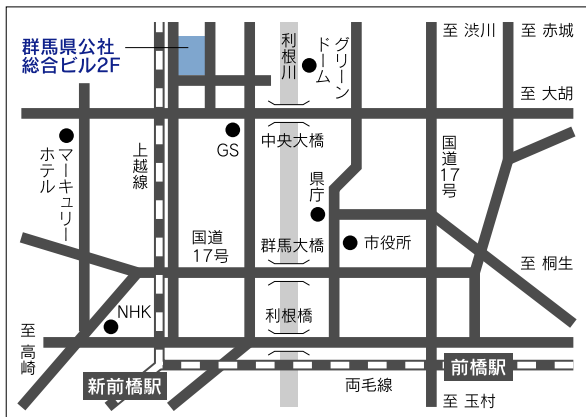 群馬県公社
総合ビル2F
利根川
グリーン
ドーム
至 渋川
至 赤城
至 大胡
マーキュリー
ホテル
上越線
GS
中央大橋
国道
17号
県庁
国道
17号
群馬大橋
市役所
至 桐生
NHK
利根橋
至 高崎
新前橋駅
両毛線
前橋駅
至 玉村